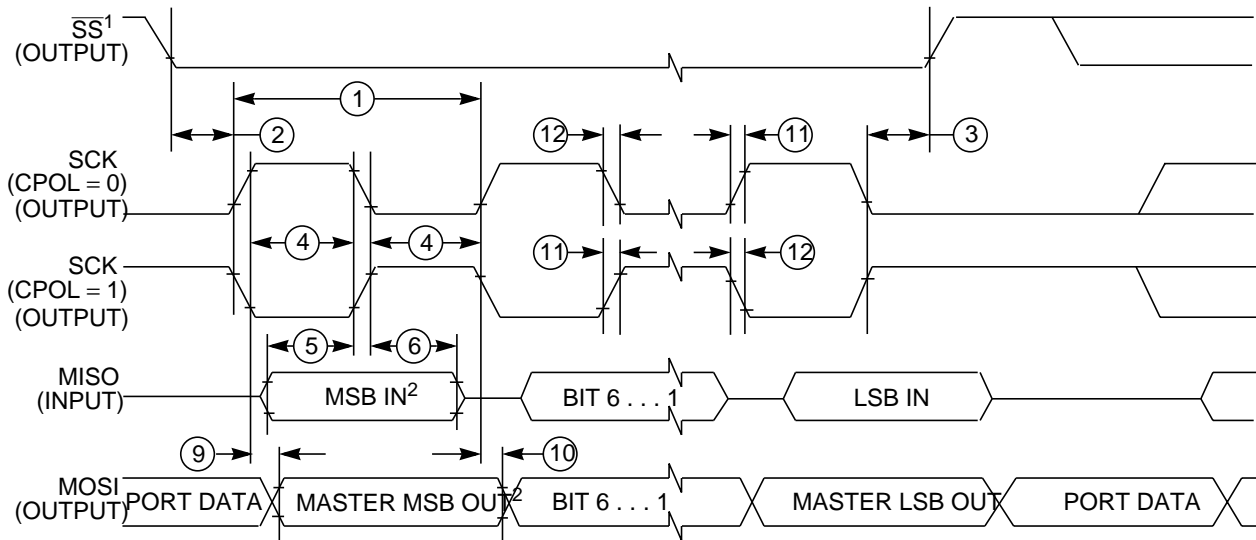 SS¹
(OUTPUT)
1
2
12
11
3
SCK
(CPOL = 0)
(OUTPUT)
4
4
11
12
SCK
(CPOL = 1)
(OUTPUT)
5
6
MISO
(INPUT)
MSB IN²
BIT 6 . . . 1
LSB IN
9
10
MOSI
(OUTPUT)
PORT DATA
MASTER MSB OUT²
BIT 6 . . . 1
MASTER LSB OUT
PORT DATA